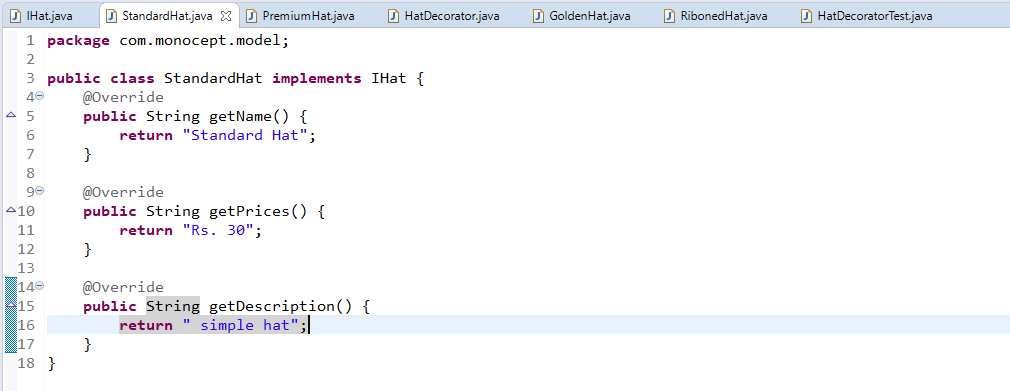 IHat.java StandardHat.java PremiumHat.java HatDecorator.java GoldenHat.java RibonedHat.java HatDecoratorTest.java
1 package com.monocept.model;
2
3 public class StandardHat implements IHat {
4     @Override
5     public String getName() {
6         return "Standard Hat";
7     }
8
9     @Override
10     public String getPrices() {
11         return "Rs. 30";
12     }
13
14     @Override
15     public String getDescription() {
16         return " simple hat";
17     }
18 }